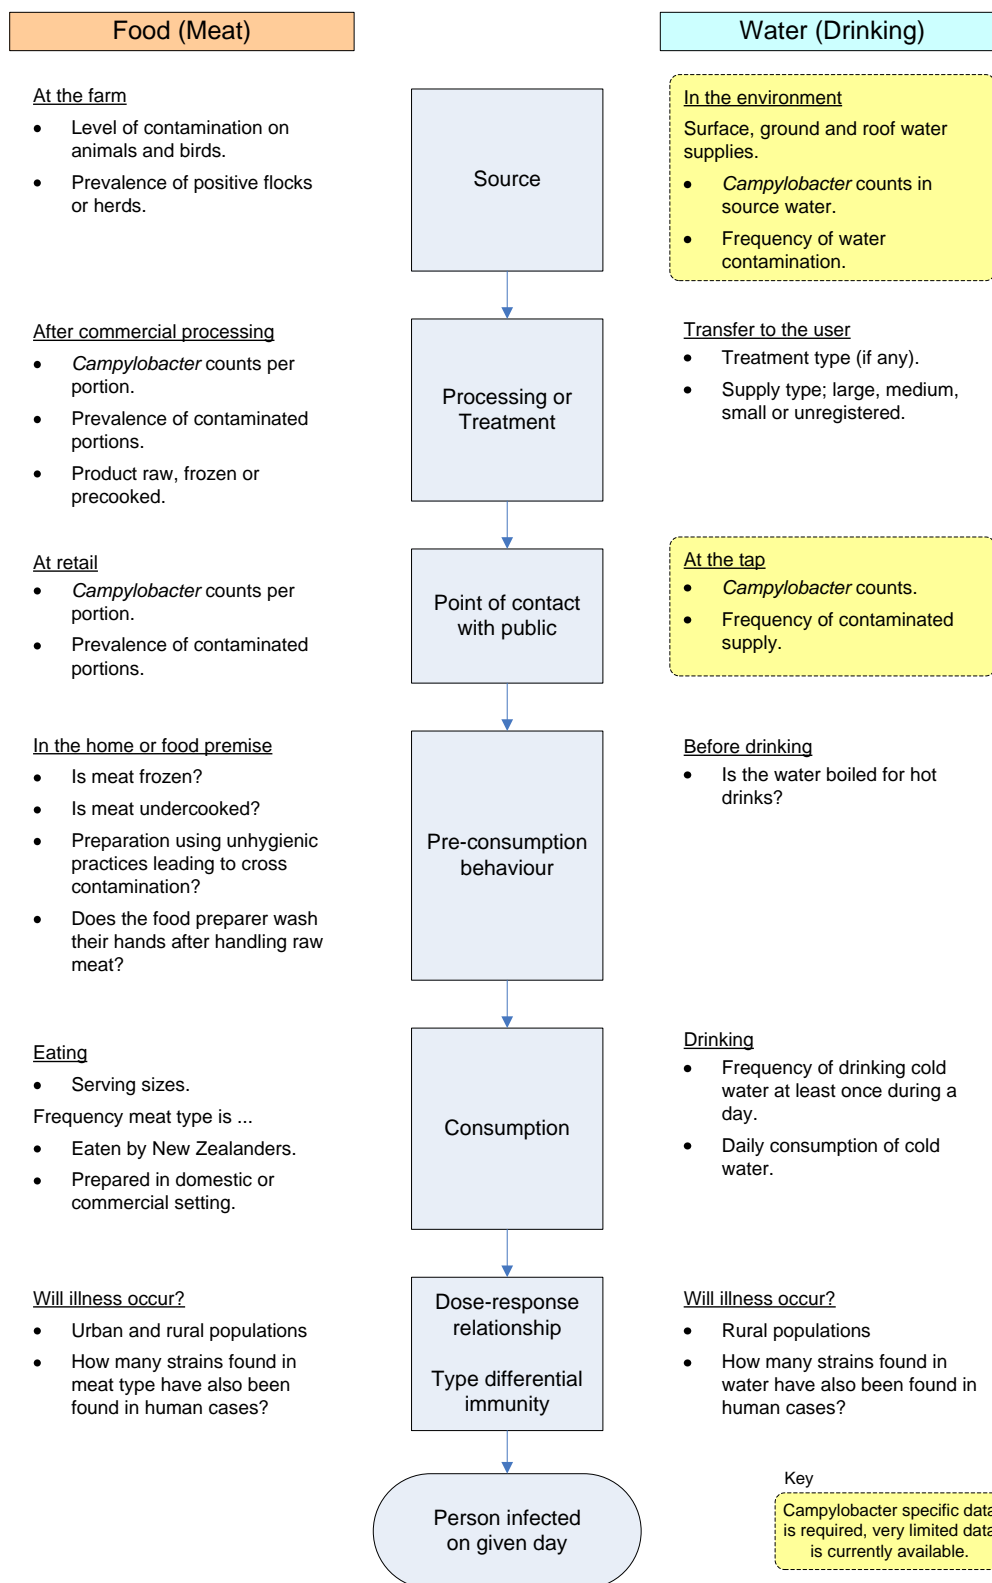 Food (Meat)
Water (Drinking)
At the farm
• Level of contamination on
animals and birds.
• Prevalence of positive flocks
or herds.
Source
In the environment
Surface, ground and roof water
supplies.
• Campylobacter counts in
source water.
• Frequency of water
contamination.
After commercial processing
• Campylobacter counts per
portion.
• Prevalence of contaminated
portions.
• Product raw, frozen or
precooked.
Processing or
Treatment
Transfer to the user
• Treatment type (if any).
• Supply type; large, medium,
small or unregistered.
At retail
• Campylobacter counts per
portion.
• Prevalence of contaminated
portions.
Point of contact
with public
At the tap
• Campylobacter counts.
• Frequency of contaminated
supply.
In the home or food premise
• Is meat frozen?
• Is meat undercooked?
• Preparation using unhygienic
practices leading to cross
contamination?
• Does the food preparer wash
their hands after handling raw
meat?
Pre-consumption
behaviour
Before drinking
• Is the water boiled for hot
drinks?
Eating
• Serving sizes.
Frequency meat type is ...
• Eaten by New Zealanders.
• Prepared in domestic or
commercial setting.
Consumption
Drinking
• Frequency of drinking cold
water at least once during a
day.
• Daily consumption of cold
water.
Will illness occur?
• Urban and rural populations
• How many strains found in
meat type have also been
found in human cases?
Dose-response
relationship
Type differential
immunity
Will illness occur?
• Rural populations
• How many strains found in
water have also been found in
human cases?
Person infected
on given day
Key
Campylobacter specific data
is required, very limited data
is currently available.